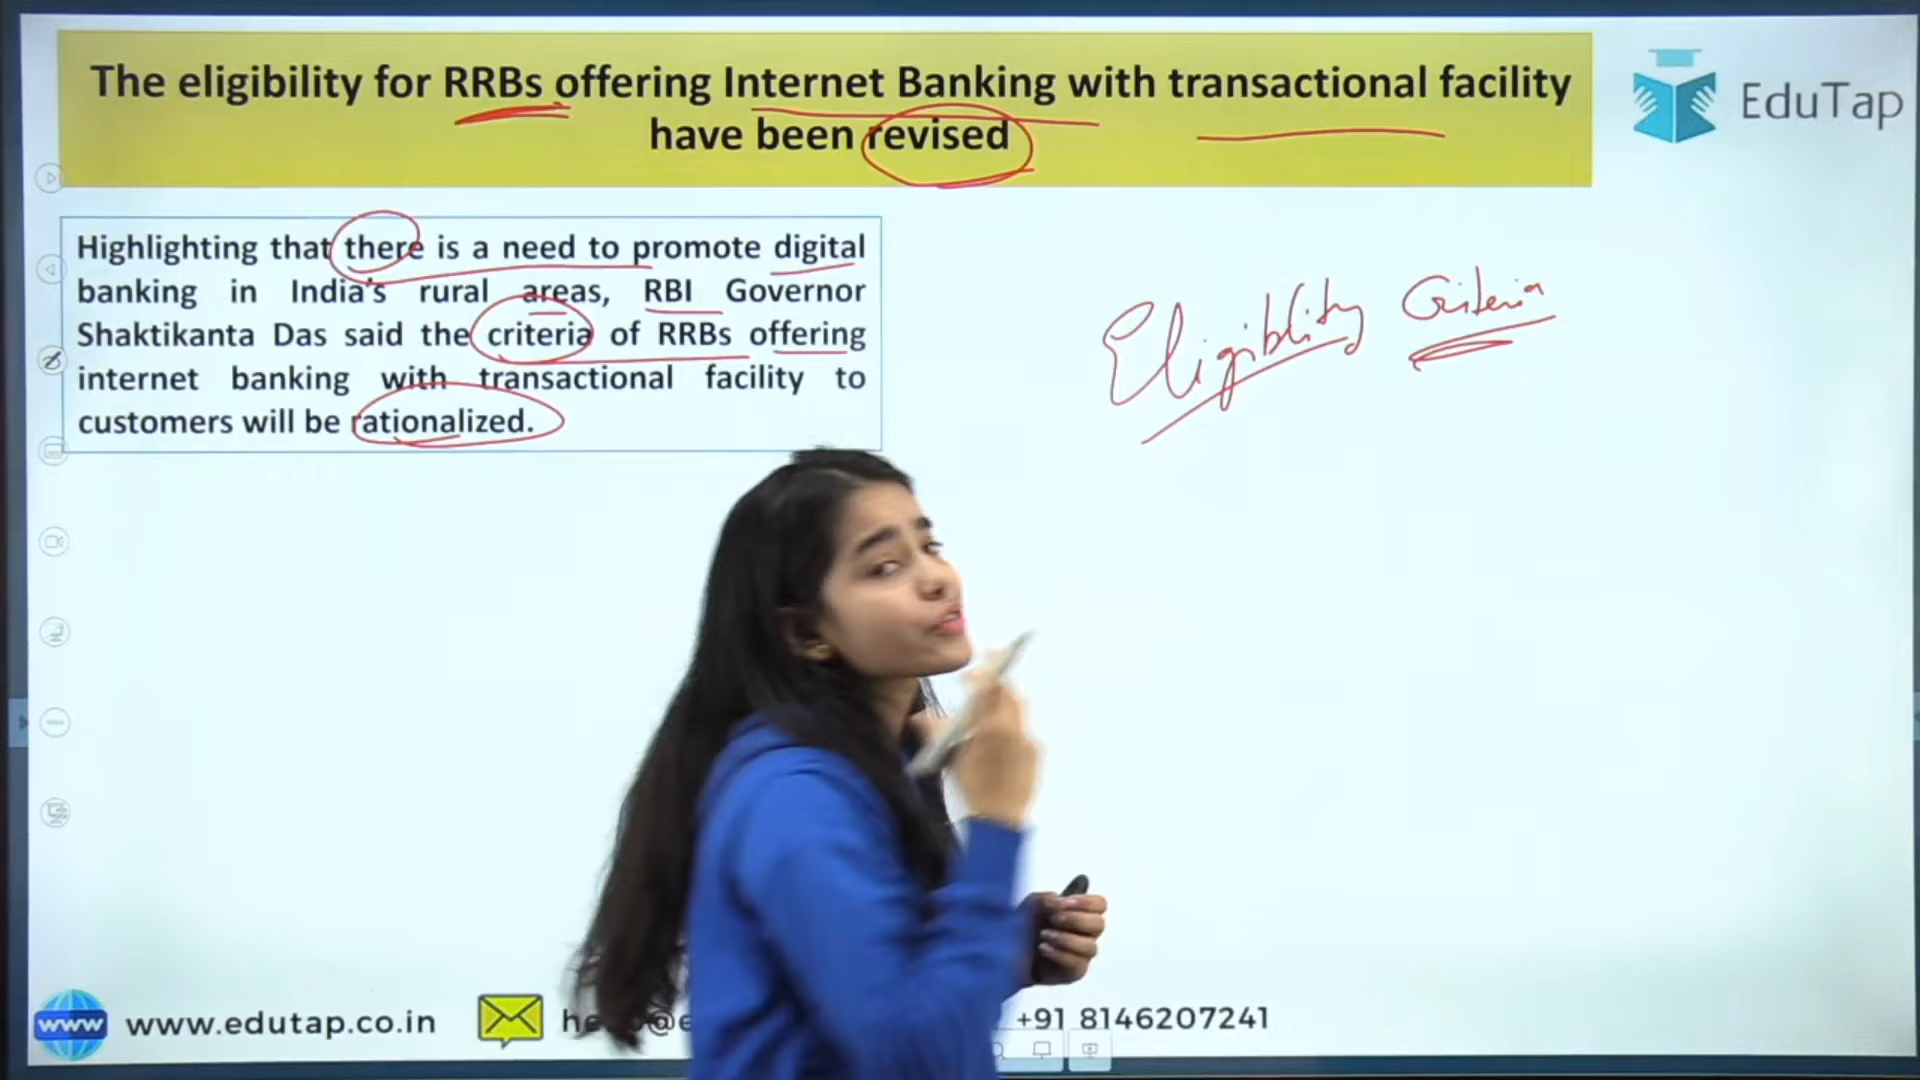 The eligibility for RRBs offering Internet Banking with transactional facility
have been revised
EduTap
Highlighting that there is a need to promote digital
banking in India's rural areas, RBI Governor
Shaktikanta Das said the criteria of RRBs offering
internet banking with transactional facility to
customers will be rationalized.
Eligiblity Criteria
www www.edutap.co.in
+91 8146207241